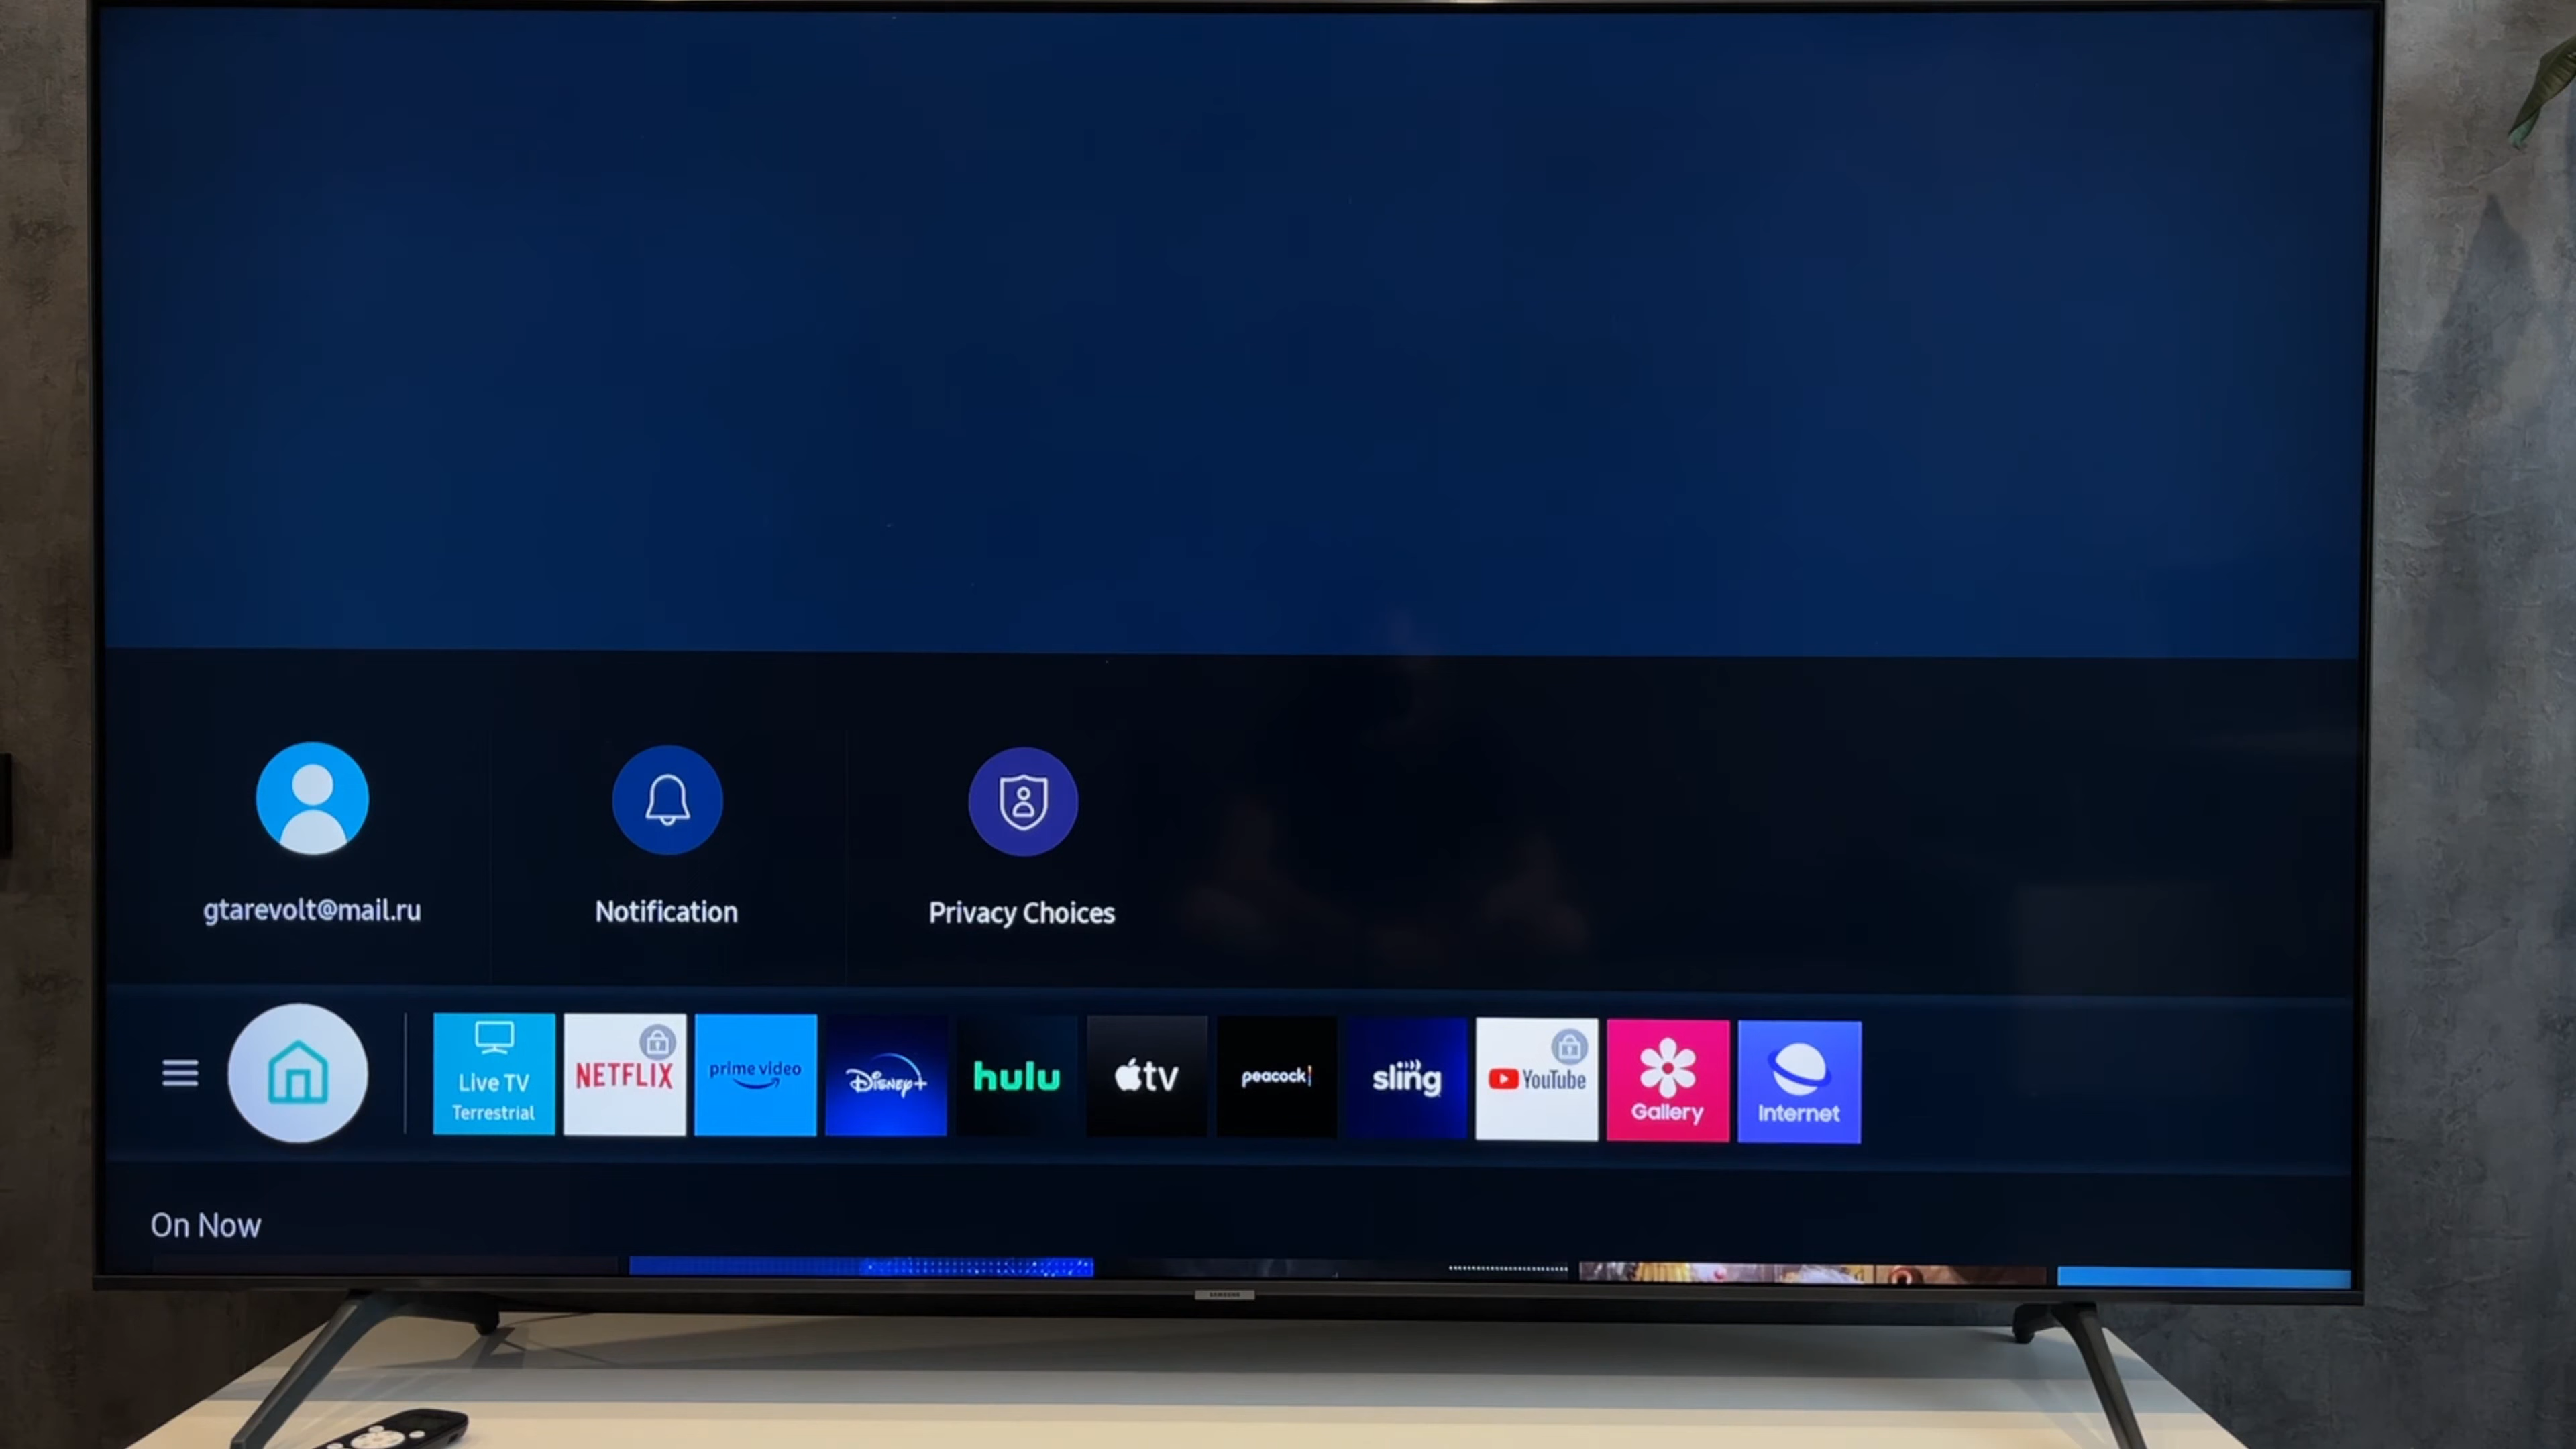 gtarevolt@mail.ru
Notification
Privacy Choices
Live TV
Terrestrial
NETFLIX
prime video
Disney+
hulu
tv
peacock
sling
YouTube
Gallery
Internet
On Now
SAMSUNG